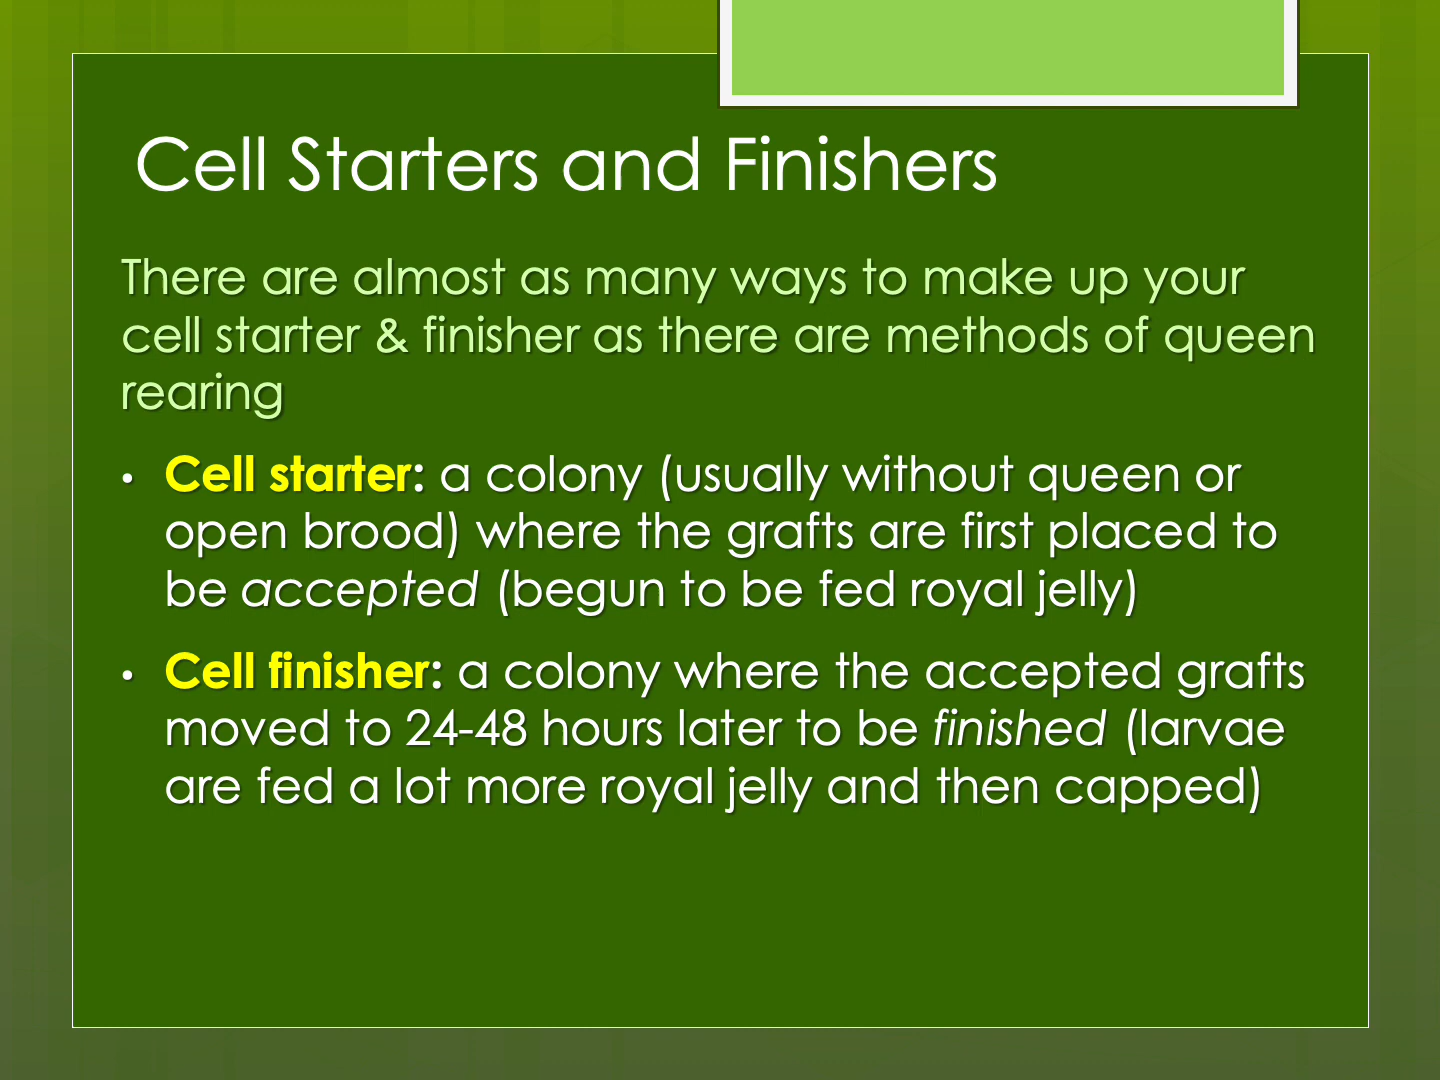 Cell Starters and Finishers
There are almost as many ways to make up your
cell starter & finisher as there are methods of queen
rearing
• Cell starter: a colony (usually without queen or
open brood) where the grafts are first placed to
be accepted (begun to be fed royal jelly)
• Cell finisher: a colony where the accepted grafts
moved to 24-48 hours later to be finished (larvae
are fed a lot more royal jelly and then capped)